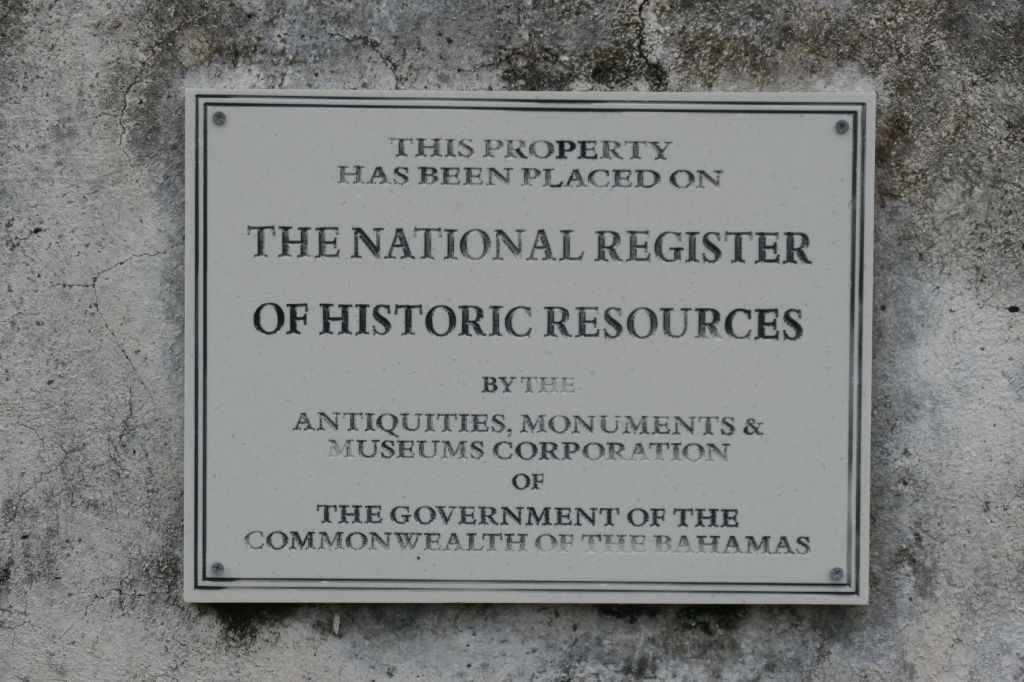 THIS PROPERTY
HAS BEEN PLACED ON
THE NATIONAL REGISTER
OF HISTORIC RESOURCES
BY THE
ANTIQUITIES, MONUMENTS &
MUSEUMS CORPORATION
OF
THE GOVERNMENT OF THE
COMMONWEALTH OF THE BAHAMAS